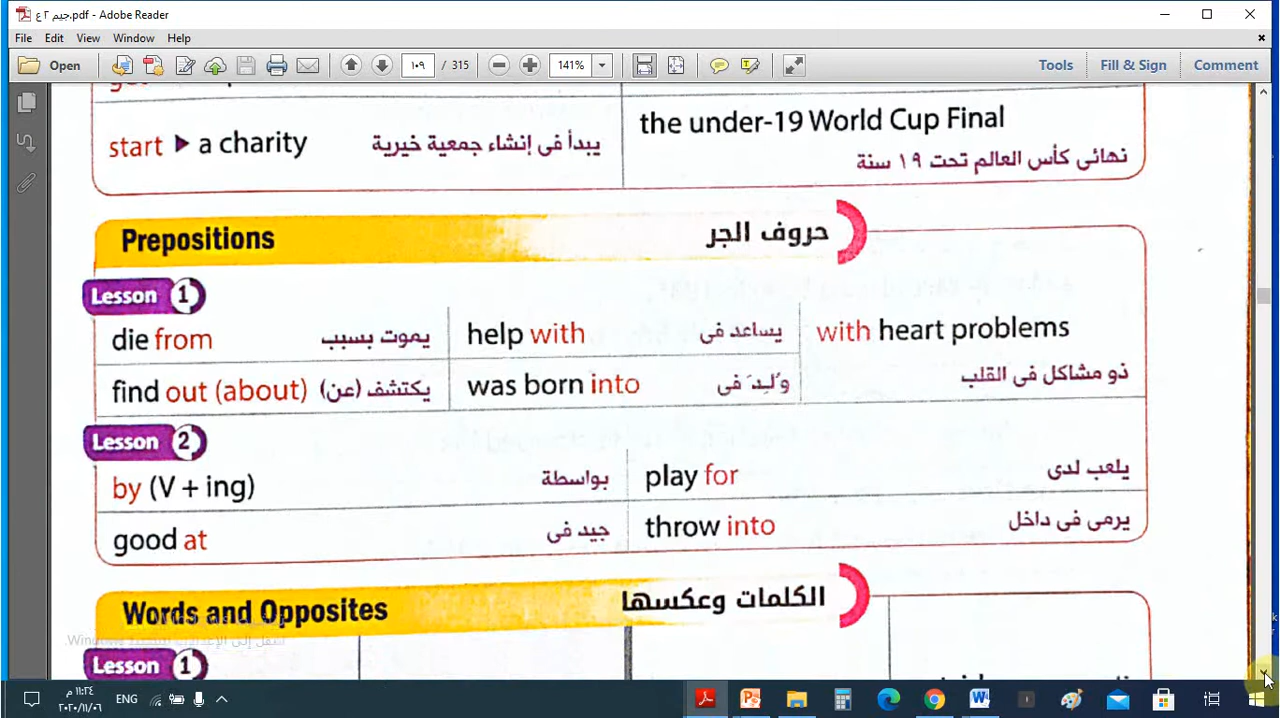 جيم ٢ ع.pdf - Adobe Reader
File Edit View Window Help
Open ١٠٩ / 315 141% Tools Fill & Sign Comment
start ▶ a charity يبدأ فى إنشاء جمعية خيرية
the under-19 World Cup Final
نهائى كأس العالم تحت ١٩ سنة
Prepositions حروف الجر
Lesson 1
die from يموت بسبب help with يساعد فى with heart problems
ذو مشاكل فى القلب
find out (about) يكتشف (عن) was born into وُلِدَ فى
Lesson 2
by (V + ing) بواسطة play for يلعب لدى
good at جيد فى throw into يرمى فى داخل
Words and Opposites الكلمات وعكسها
Lesson 1
Windows
ENG
١١:٢٤ م
٢٠٢٠/١١/٠٦